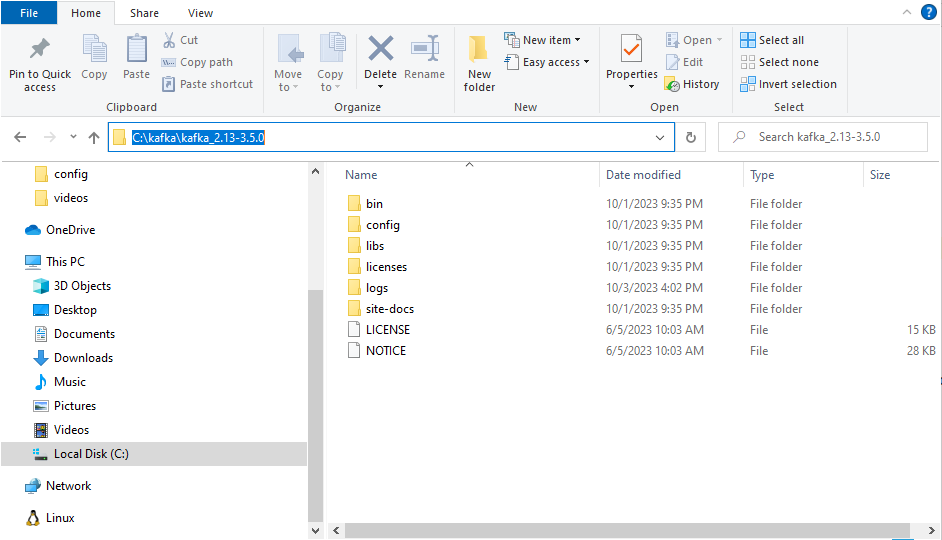 File Home Share View
Pin to Quick access
Copy
Paste
Cut
Copy path
Paste shortcut
Clipboard
Move to
Copy to
Delete
Rename
Organize
New folder
New item
Easy access
New
Properties
Open
Edit
History
Open
Select all
Select none
Invert selection
Select
C:\kafka\kafka_2.13-3.5.0
Search kafka_2.13-3.5.0
config
videos
OneDrive
This PC
3D Objects
Desktop
Documents
Downloads
Music
Pictures
Videos
Local Disk (C:)
Network
Linux
Name Date modified Type Size
bin 10/1/2023 9:35 PM File folder
config 10/1/2023 9:35 PM File folder
libs 10/1/2023 9:35 PM File folder
licenses 10/1/2023 9:35 PM File folder
logs 10/3/2023 4:02 PM File folder
site-docs 10/1/2023 9:35 PM File folder
LICENSE 6/5/2023 10:03 AM File 15 KB
NOTICE 6/5/2023 10:03 AM File 28 KB